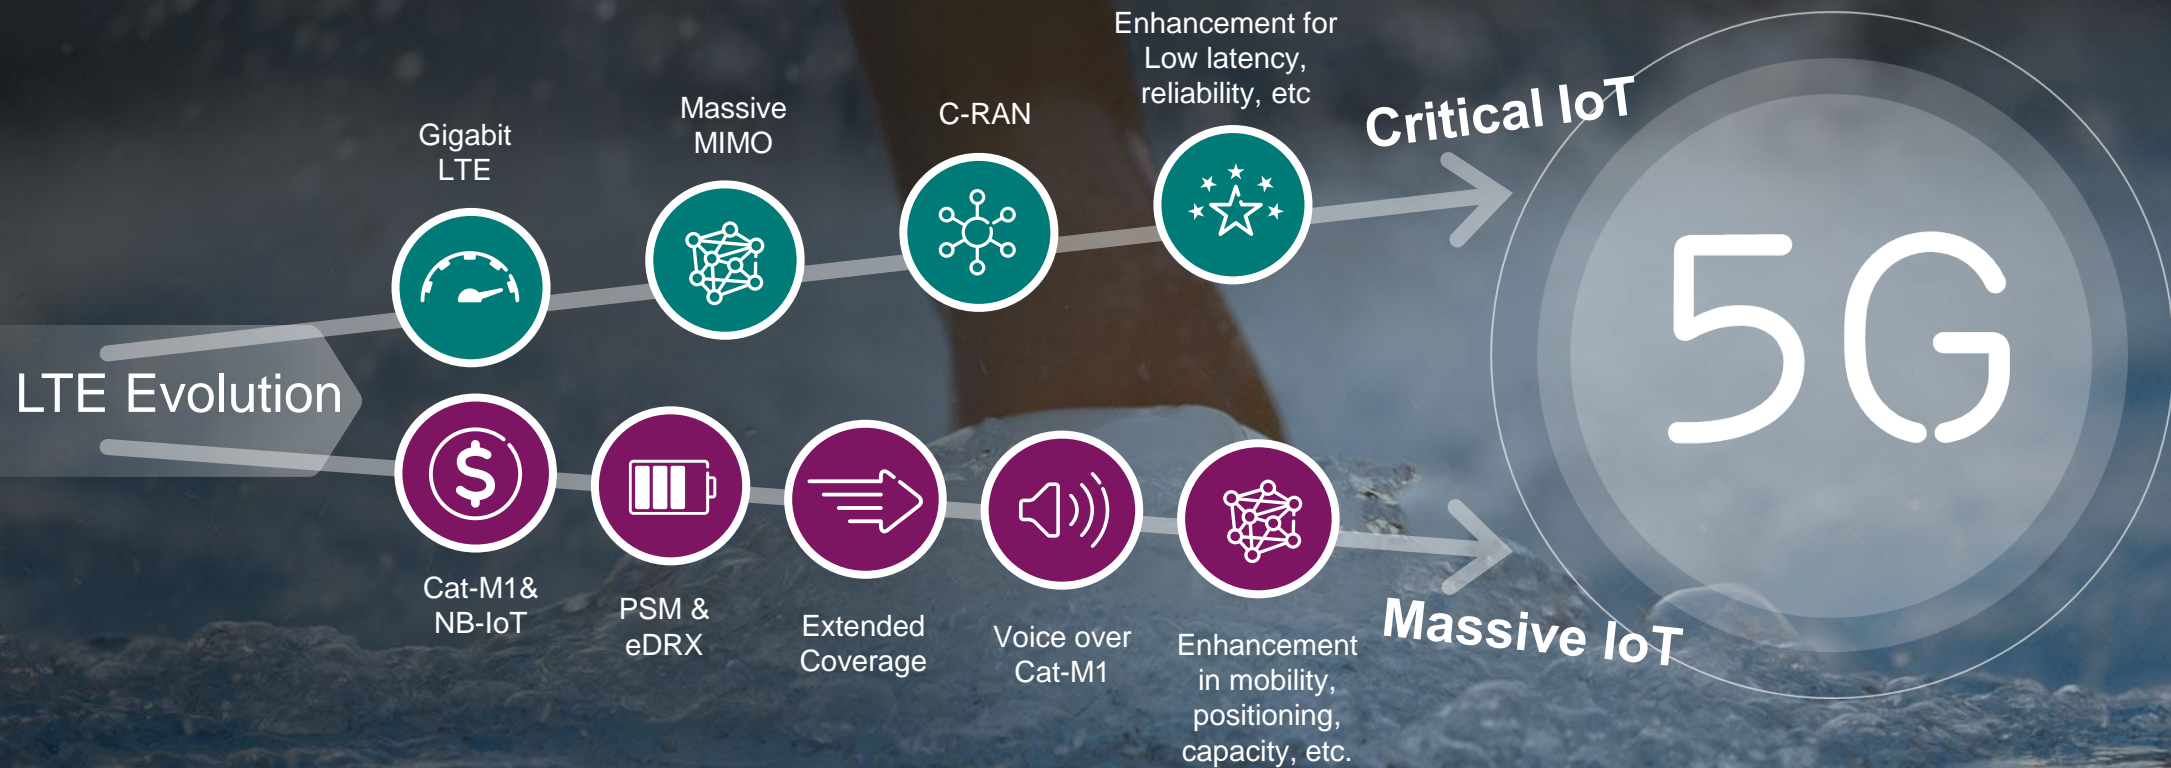 Enhancement for
Low latency,
reliability, etc
Critical IoT
Massive
MIMO
C-RAN
Gigabit
LTE
LTE Evolution
5G
$
Cat-M1&
NB-IoT
PSM &
eDRX
Extended
Coverage
Voice over
Cat-M1
Enhancement
in mobility,
positioning,
capacity, etc.
Massive IoT